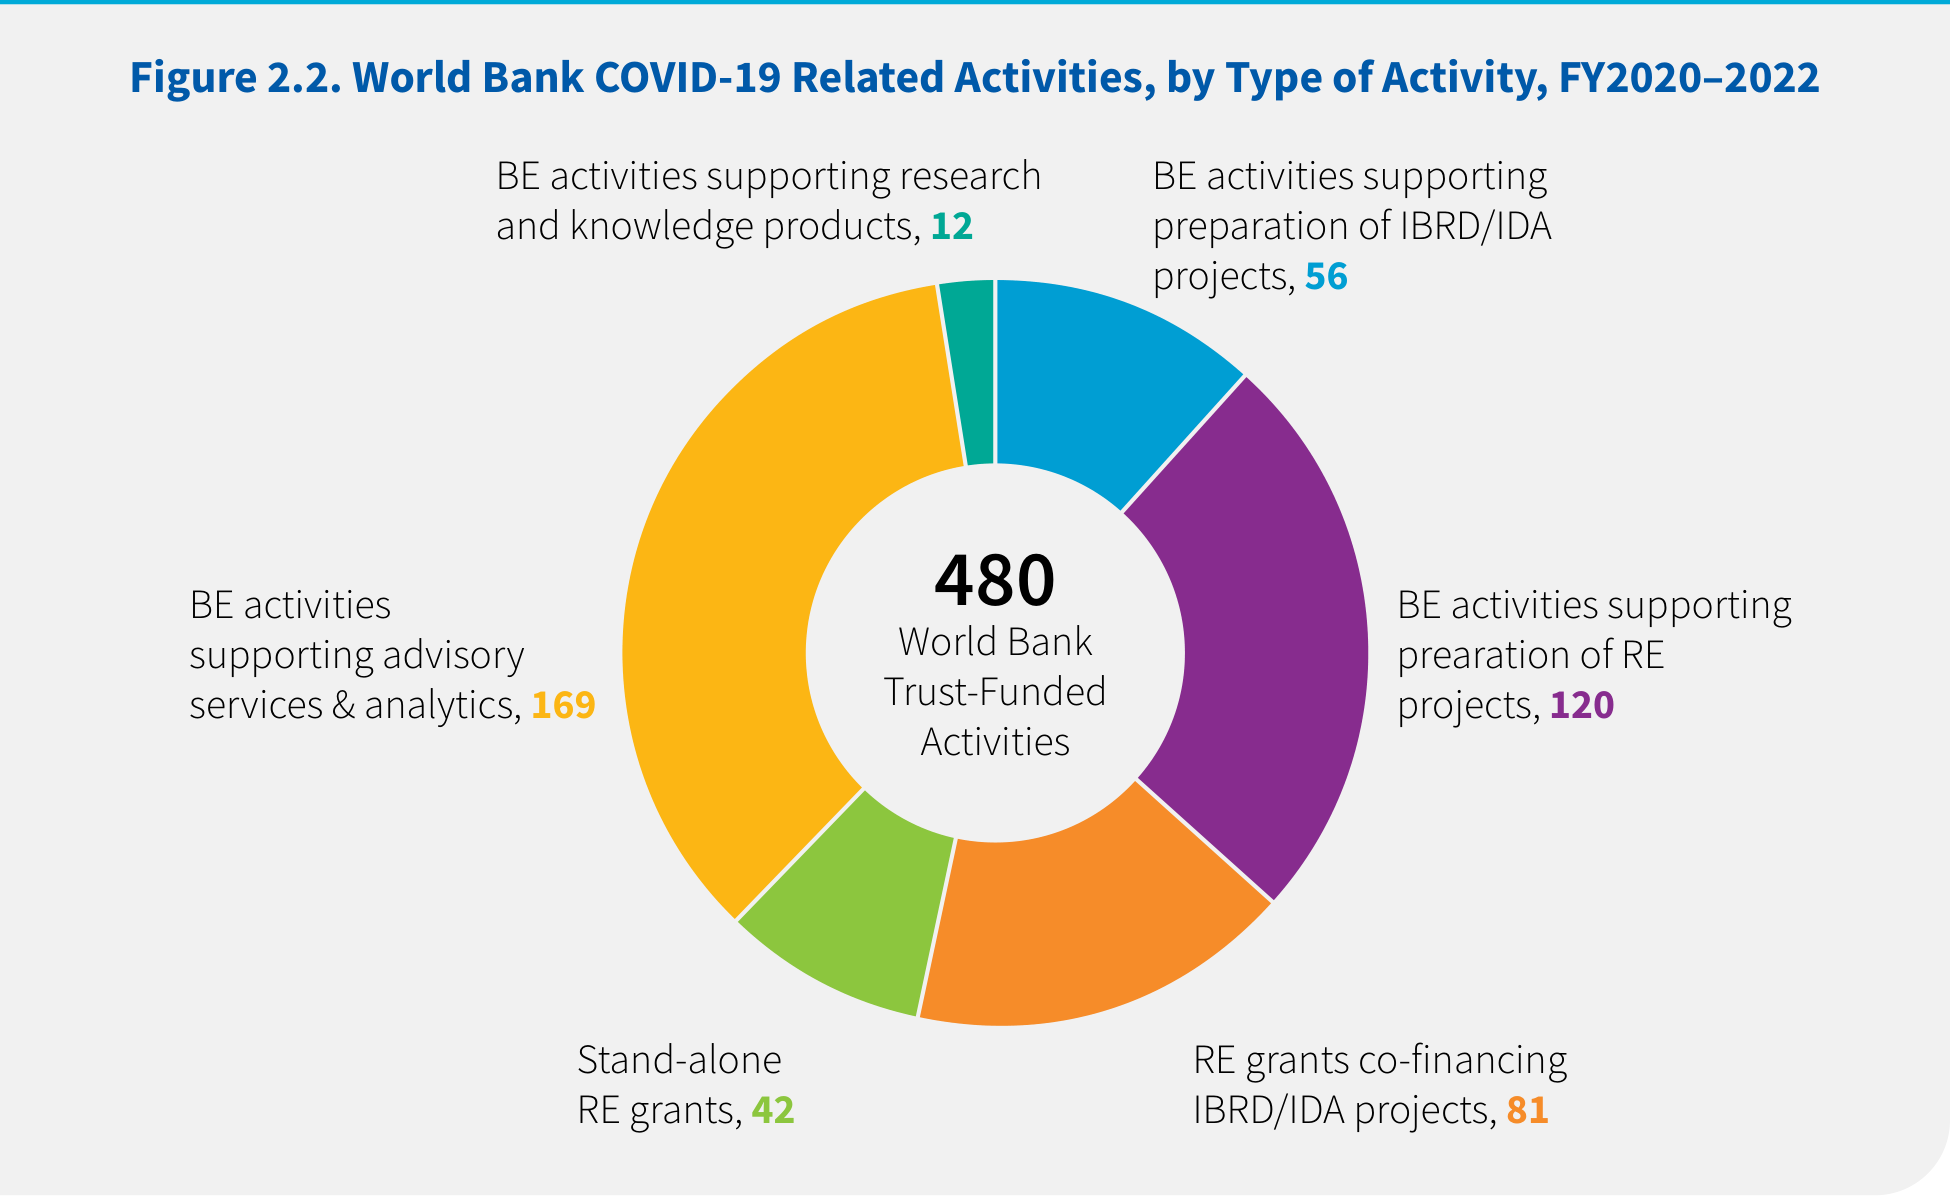 Figure 2.2. World Bank COVID-19 Related Activities, by Type of Activity, FY2020–2022
BE activities supporting research
and knowledge products, 12
BE activities supporting
preparation of IBRD/IDA
projects, 56
480
World Bank
Trust-Funded
Activities
BE activities
supporting advisory
services & analytics, 169
BE activities supporting
prearation of RE
projects, 120
Stand-alone
RE grants, 42
RE grants co-financing
IBRD/IDA projects, 81